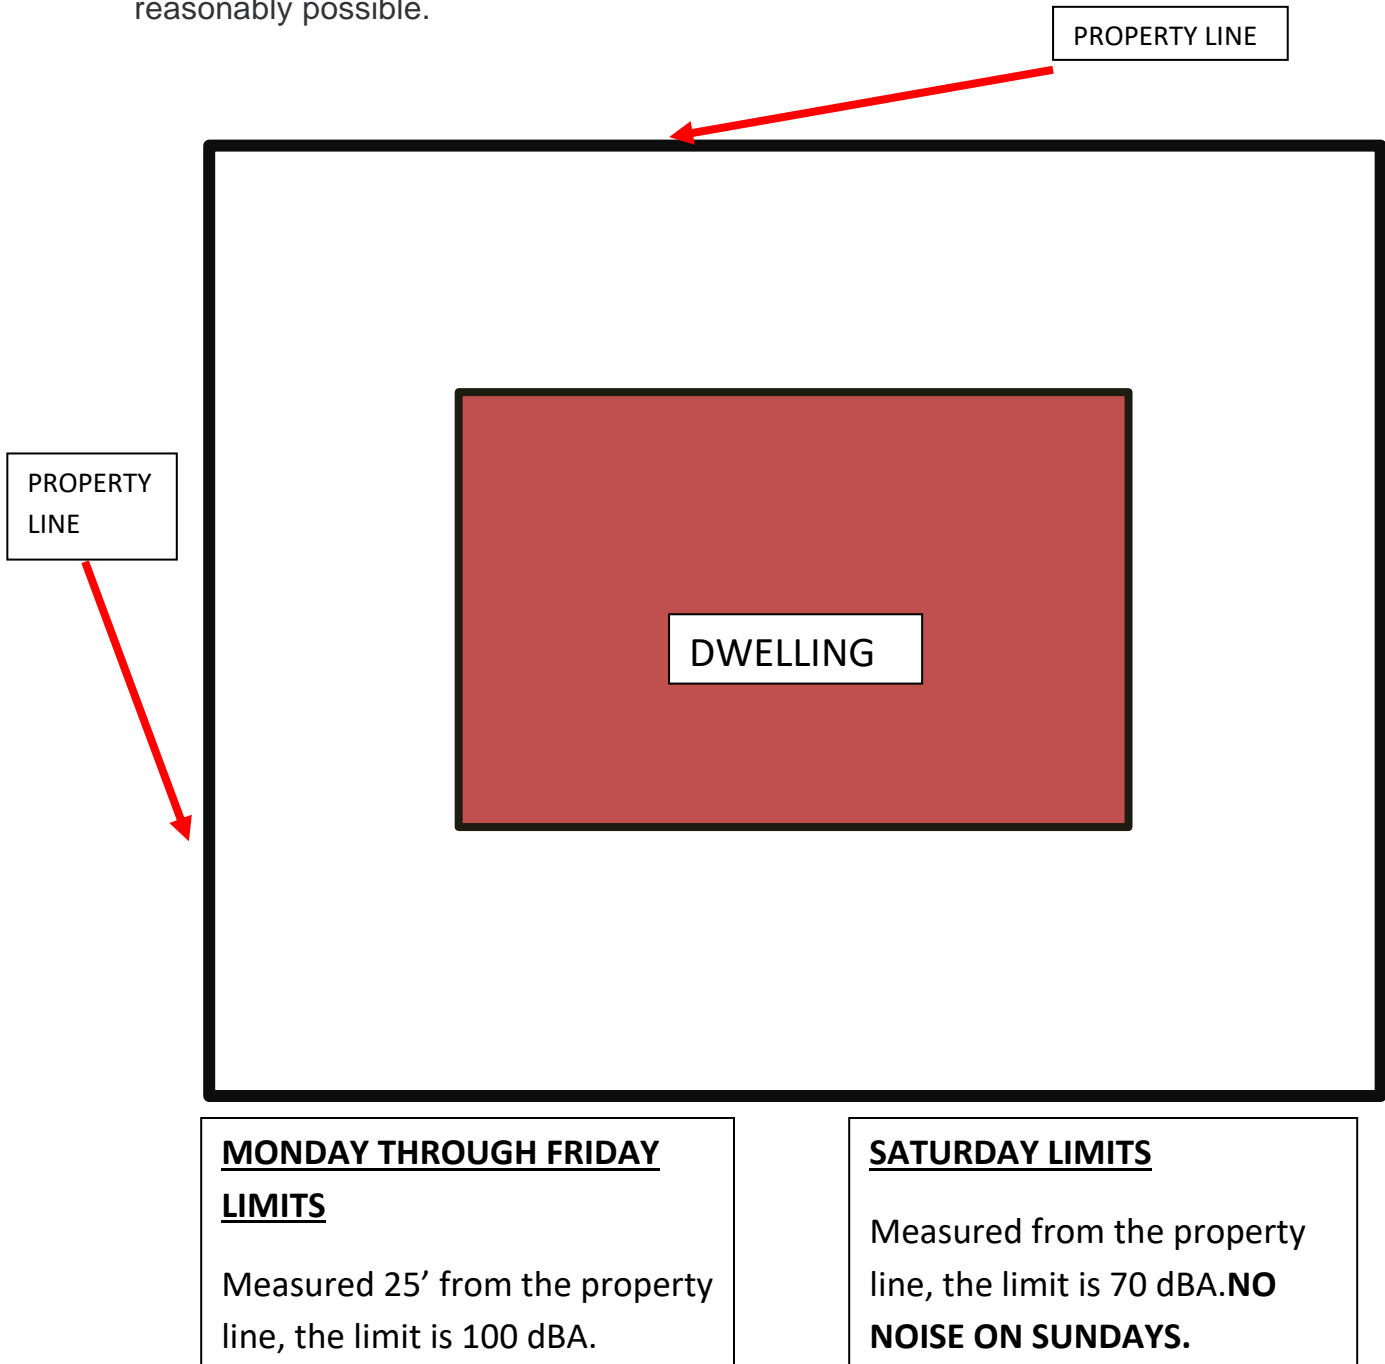 reasonably possible.
PROPERTY LINE
PROPERTY
LINE
DWELLING
MONDAY THROUGH FRIDAY
LIMITS
Measured 25’ from the property
line, the limit is 100 dBA.
SATURDAY LIMITS
Measured from the property
line, the limit is 70 dBA.NO
NOISE ON SUNDAYS.